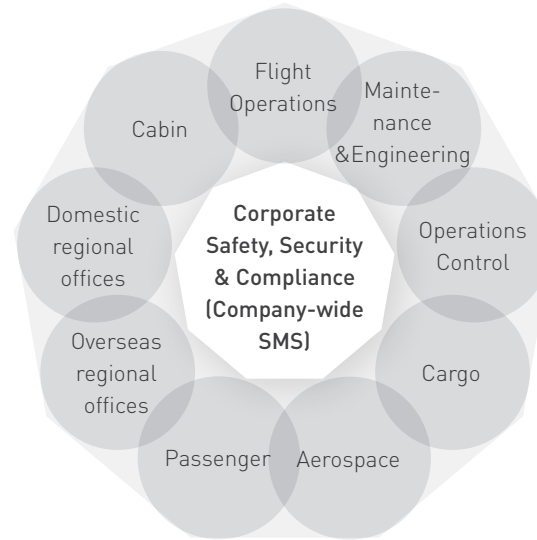 Flight
Operations
Mainte-
nance
&Engineering
Operations
Control
Cargo
Aerospace
Passenger
Overseas
regional
offices
Domestic
regional
offices
Cabin
Corporate
Safety, Security
& Compliance
(Company-wide
SMS)